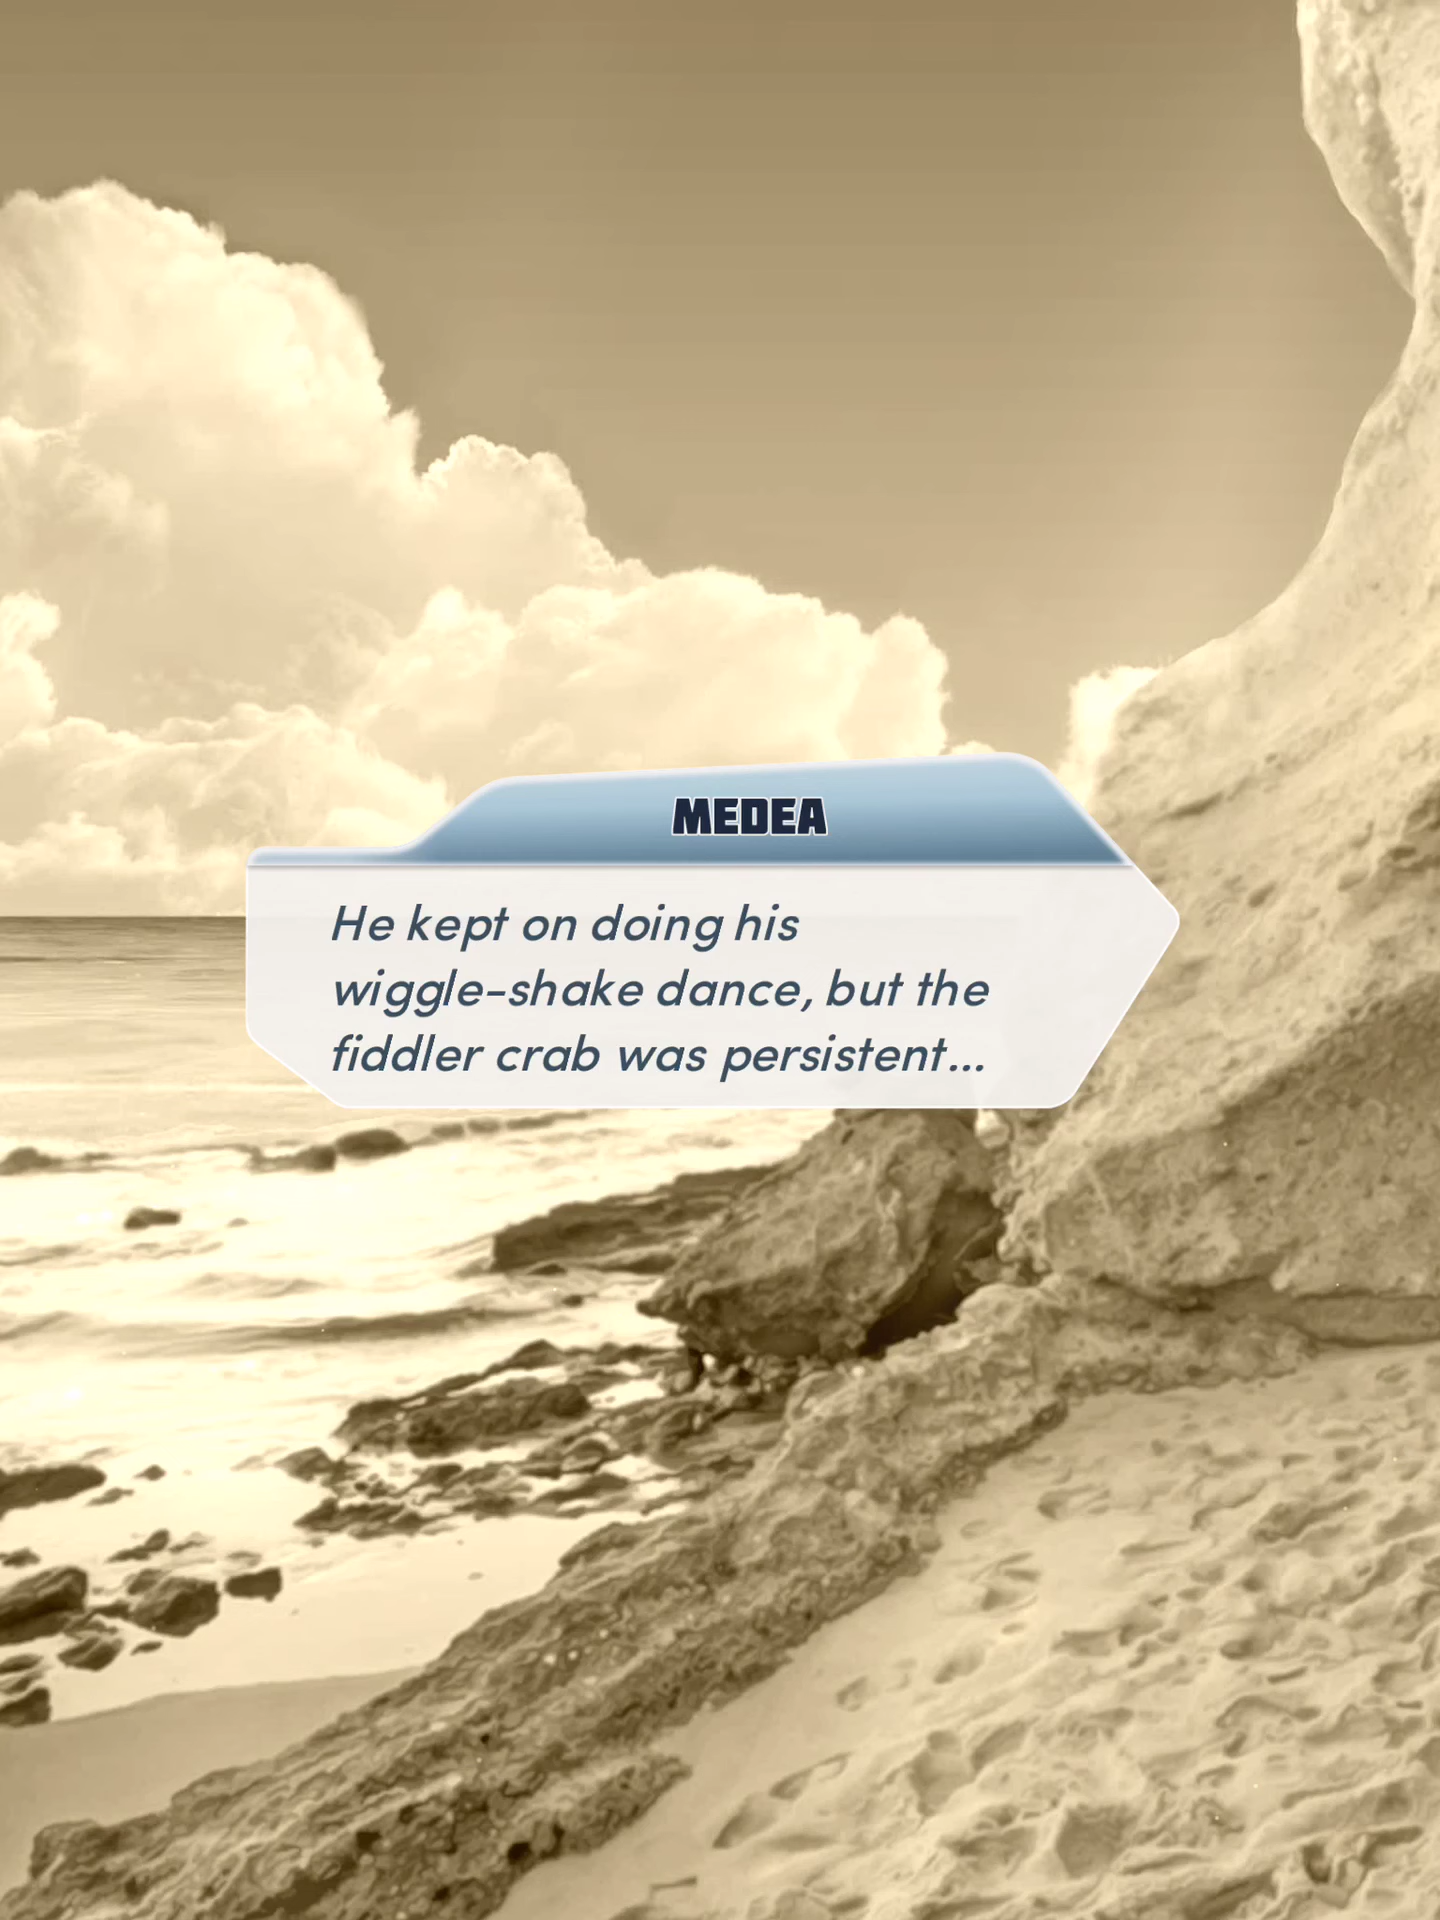 MEDEA
He kept on doing his
wiggle-shake dance, but the
fiddler crab was persistent...